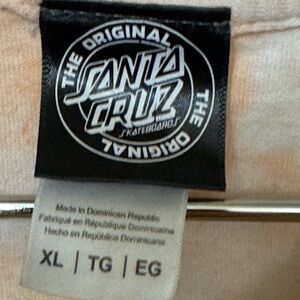 THE ORIGINAL
SANTA
CRUZ
SKATEBOARDS
THE ORIGINAL
Made in Dominican Republic
Fabriqué en République Dominicaine
Hecho en República Dominicana
XL | TG | EG